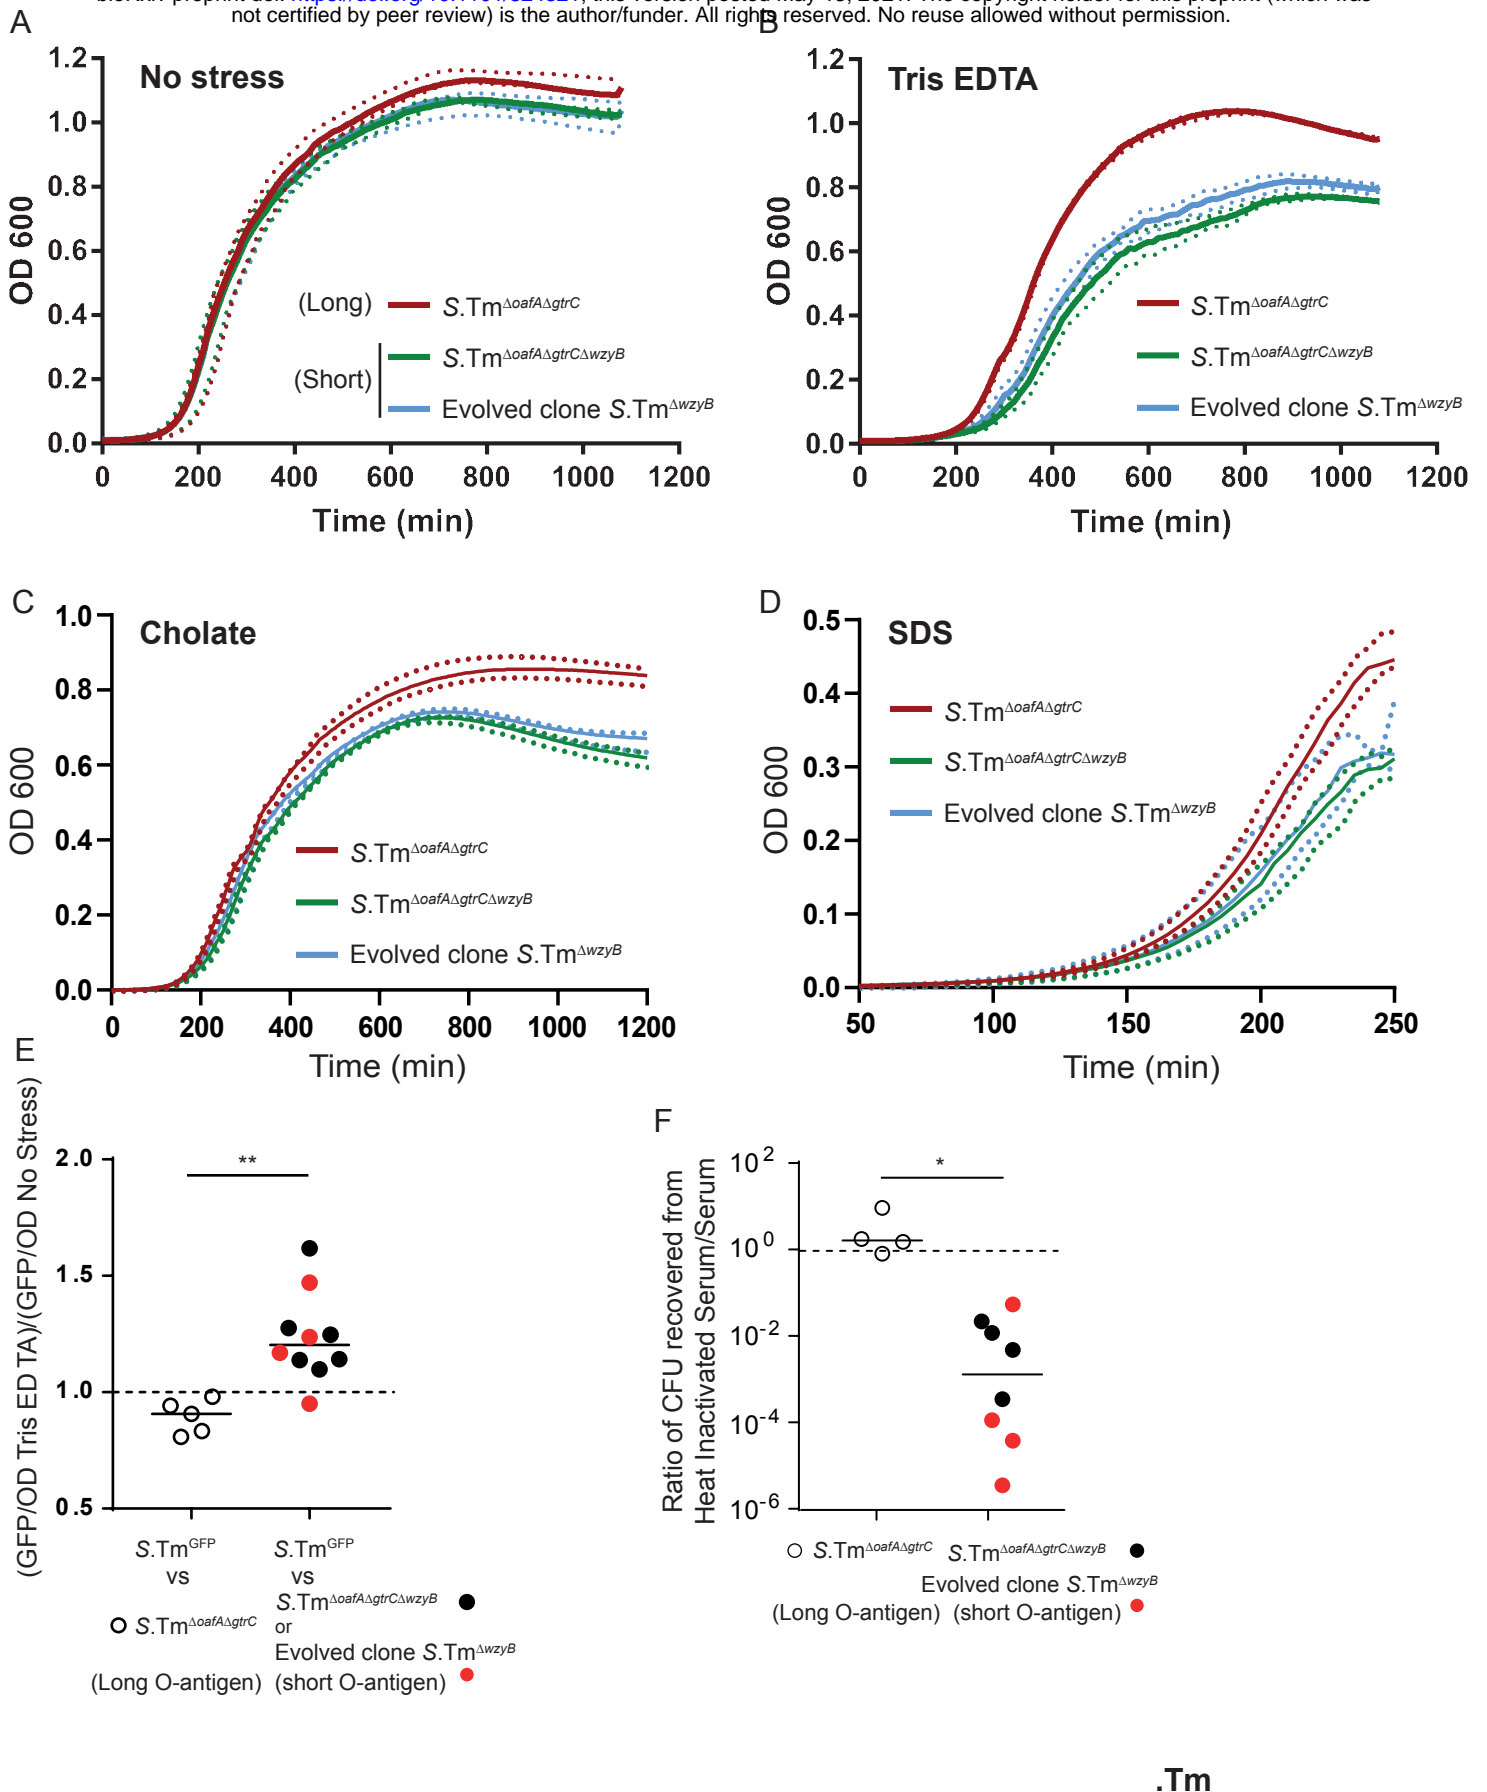 not certified by peer review) is the author/funder. All rights reserved. No reuse allowed without permission.
A
B
No stress
OD 600
1.2
1.0
0.8
0.6
0.4
0.2
0.0
(Long) S.TmΔoafAΔgtrC
(Short) S.TmΔoafAΔgtrCΔwzyB
Evolved clone S.TmΔwzyB
0 200 400 600 800 1000 1200
Time (min)
Tris EDTA
OD 600
1.2
1.0
0.8
0.6
0.4
0.2
0.0
S.TmΔoafAΔgtrC
S.TmΔoafAΔgtrCΔwzyB
Evolved clone S.TmΔwzyB
0 200 400 600 800 1000 1200
Time (min)
C
Cholate
OD 600
1.0
0.8
0.6
0.4
0.2
0.0
S.TmΔoafAΔgtrC
S.TmΔoafAΔgtrCΔwzyB
Evolved clone S.TmΔwzyB
0 200 400 600 800 1000 1200
Time (min)
D
SDS
OD 600
0.5
0.4
0.3
0.2
0.1
0.0
S.TmΔoafAΔgtrC
S.TmΔoafAΔgtrCΔwzyB
Evolved clone S.TmΔwzyB
50 100 150 200 250
Time (min)
E
(GFP/OD Tris ED TA)/(GFP/OD No Stress)
2.0
1.5
1.0
0.5
**
S.TmGFP S.TmGFP
vs vs
S.TmΔoafAΔgtrC
S.TmΔoafAΔgtrCΔwzyB
or
Evolved clone S.TmΔwzyB
(Long O-antigen) (short O-antigen)
F
Ratio of CFU recovered from
Heat Inactivated Serum/Serum
10^2
10^0
10^-2
10^-4
10^-6
*
S.TmΔoafAΔgtrC S.TmΔoafAΔgtrCΔwzyB
Evolved clone S.TmΔwzyB
(Long O-antigen) (short O-antigen)
.Tm